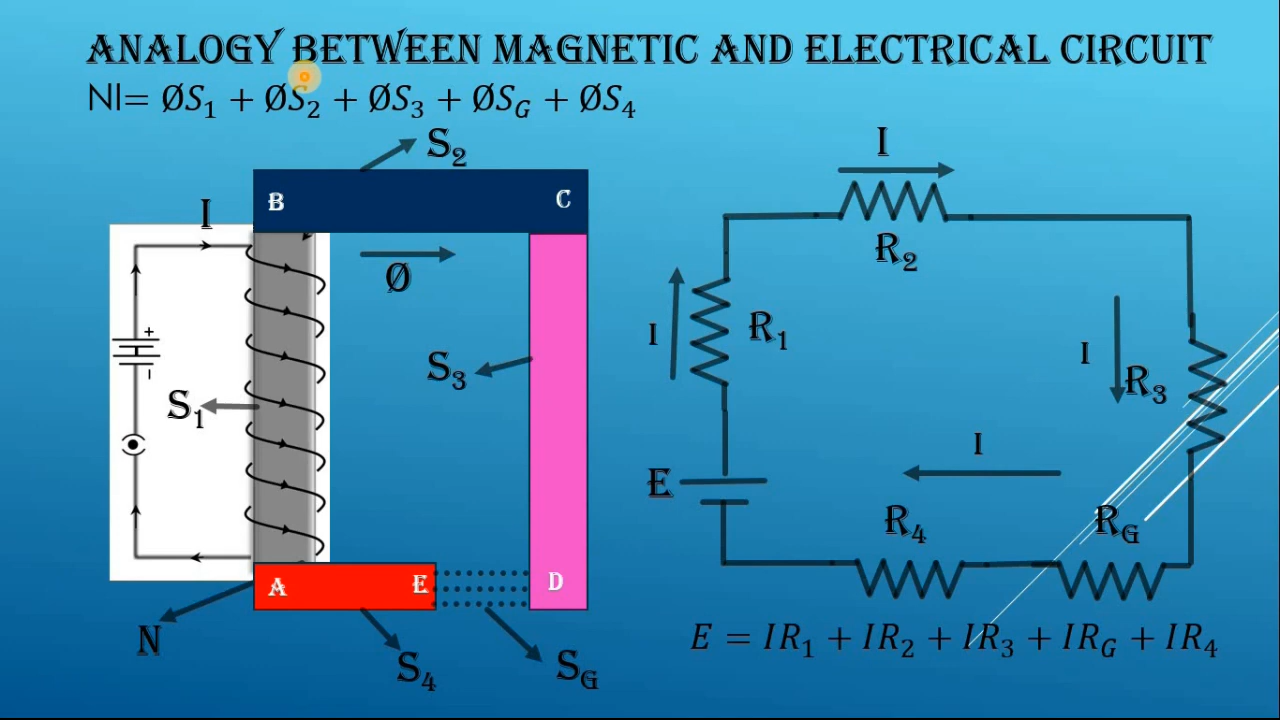 ANALOGY BETWEEN MAGNETIC AND ELECTRICAL CIRCUIT
NI= ØS₁ + ØS₂ + ØS₃ + ØS_G + ØS₄
S₂
I
B
C
Ø
+
−
S₁
S₃
A
E
D
N
S₄
S_G
I
R₂
I
R₁
I
R₃
E
I
R₄
R_G
E = IR₁ + IR₂ + IR₃ + IR_G + IR₄